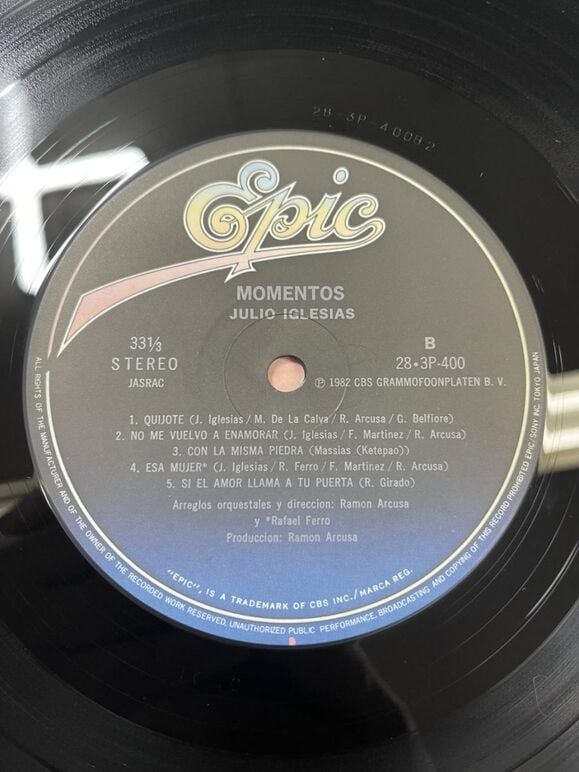 28-3P-400B2
Epic
MOMENTOS
JULIO IGLESIAS
33⅓
STEREO
JASRAC
B
28•3P-400
Ⓟ 1982 CBS GRAMMOFOONPLATEN B. V.
1. QUIJOTE (J. Iglesias/M. De La Calva/R. Arcusa/G. Belfiore)
2. NO ME VUELVO A ENAMORAR (J. Iglesias/F. Martinez/R. Arcusa)
3. CON LA MISMA PIEDRA (Massias (Ketepao))
4. ESA MUJER* (J. Iglesias/R. Ferro/F. Martinez/R. Arcusa)
5. SI EL AMOR LLAMA A TU PUERTA (R. Girado)
Arreglos orquestales y direccion: Ramon Arcusa
y *Rafael Ferro
Produccion: Ramon Arcusa
"EPIC", IS A TRADEMARK OF CBS INC./MARCA REG.
ALL RIGHTS OF THE MANUFACTURER AND OF THE OWNER OF THE RECORDED WORK RESERVED. UNAUTHORIZED PUBLIC PERFORMANCE, BROADCASTING AND COPYING OF THIS RECORD PROHIBITED EPIC/SONY INC. TOKYO JAPAN